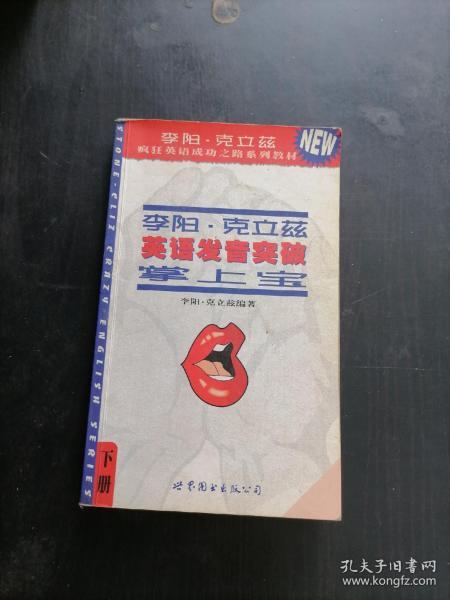 李阳·克立兹
疯狂英语成功之路系列教材
NEW
李阳·克立兹
英语发音突破
掌上宝
李阳·克立兹编著
STONE-CLIZ CRAZY ENGLISH SERIES
下册
世界图书出版公司
孔夫子旧书网
www.kongfz.com